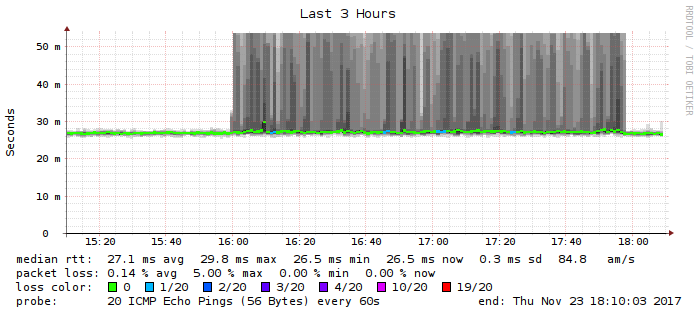 Last 3 Hours
RRDTOOL / TOBI OETIKER
Seconds
50 m
40 m
30 m
20 m
10 m
0
15:20 15:40 16:00 16:20 16:40 17:00 17:20 17:40 18:00
median rtt: 27.1 ms avg 29.8 ms max 26.5 ms min 26.5 ms now 0.3 ms sd 84.8 am/s
packet loss: 0.14 % avg 5.00 % max 0.00 % min 0.00 % now
loss color: 0 1/20 2/20 3/20 4/20 10/20 19/20
probe: 20 ICMP Echo Pings (56 Bytes) every 60s end: Thu Nov 23 18:10:03 2017